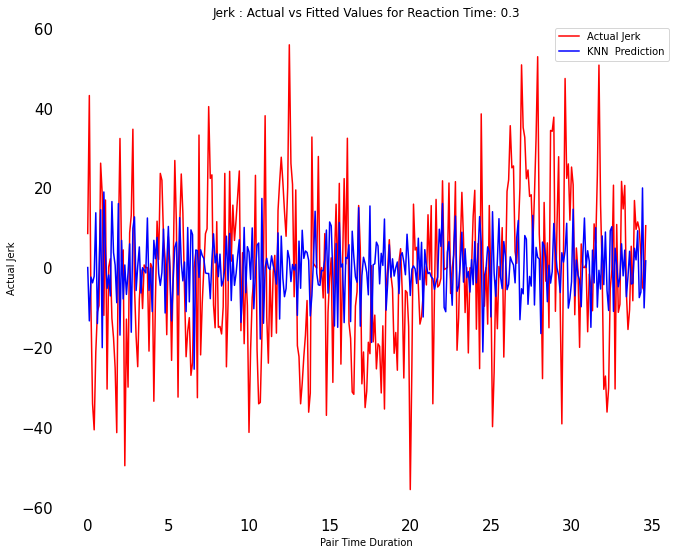 Jerk : Actual vs Fitted Values for Reaction Time: 0.3
Actual Jerk
KNN  Prediction
60
40
20
0
−20
−40
−60
Actual Jerk
0 5 10 15 20 25 30 35
Pair Time Duration